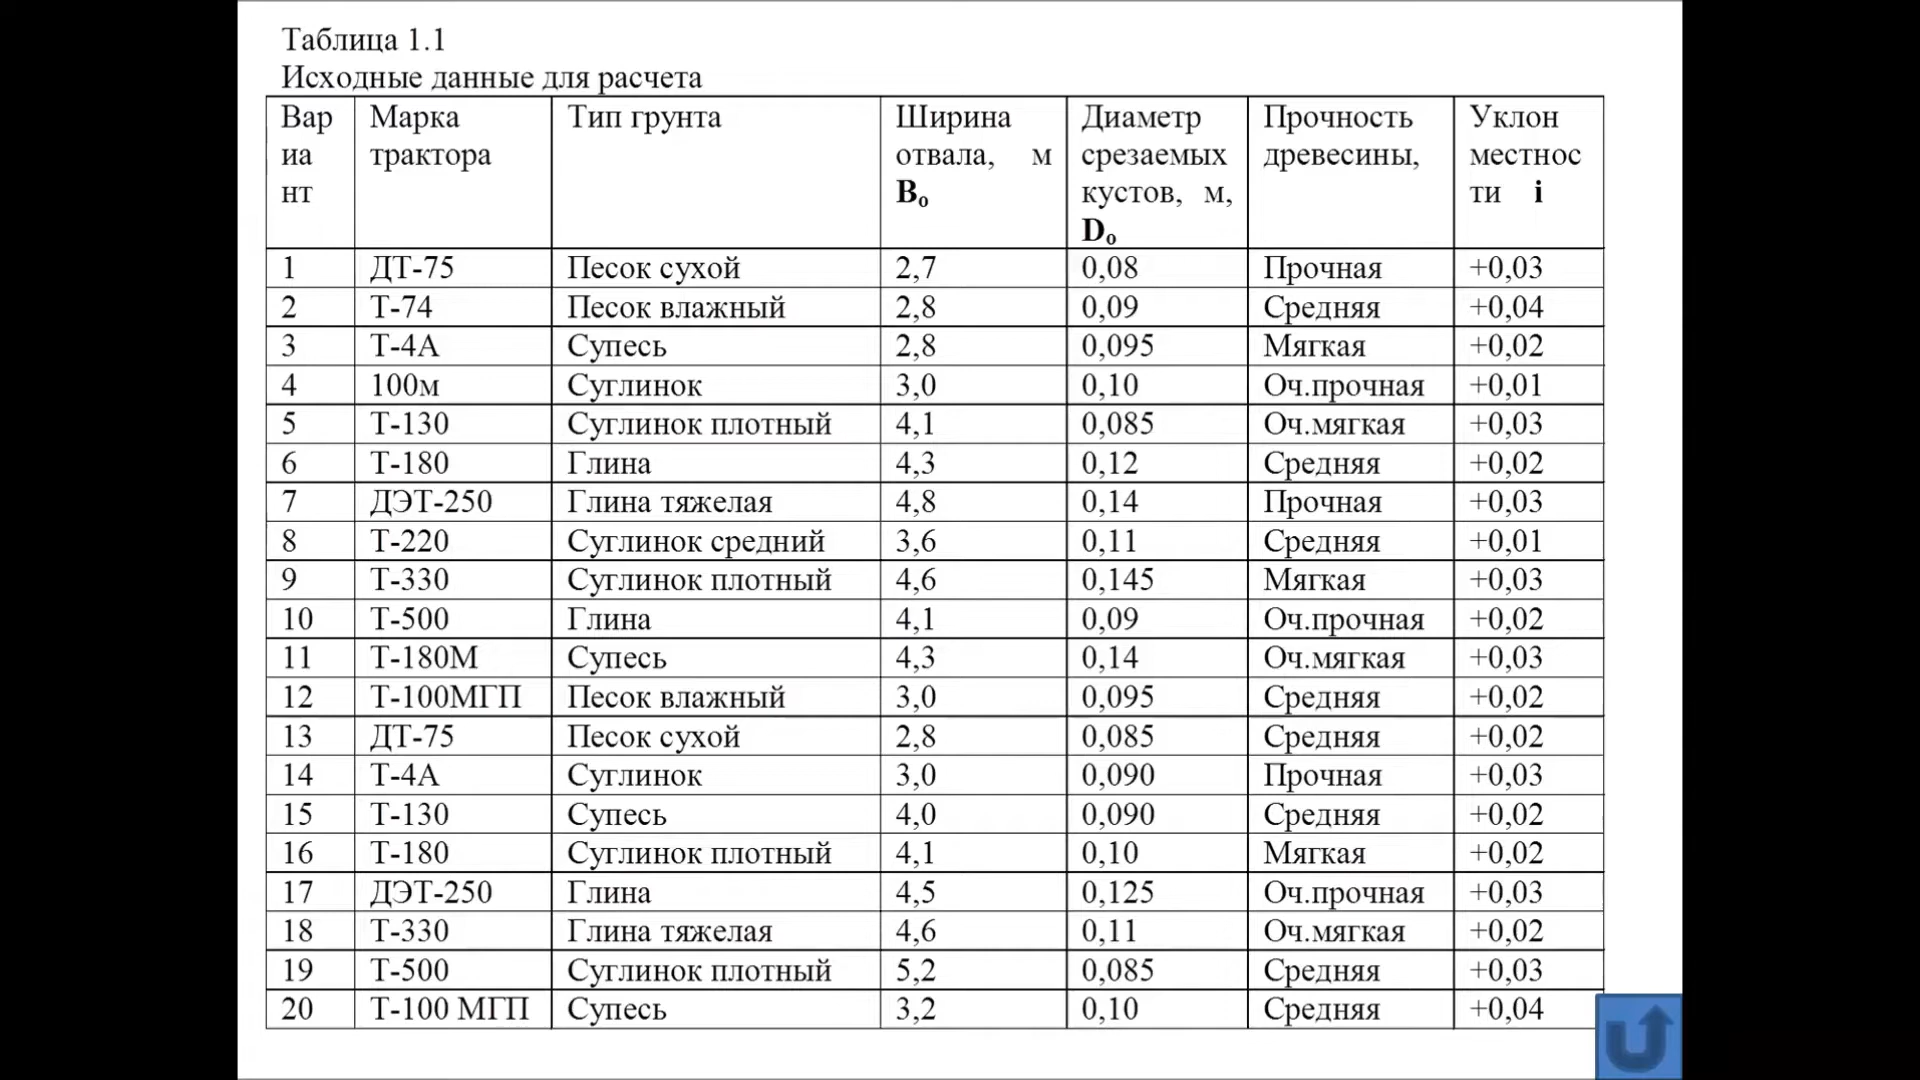 Таблица 1.1
Исходные данные для расчета
Вар иа нт | Марка трактора | Тип грунта | Ширина отвала, м Bо | Диаметр срезаемых кустов, м, Dо | Прочность древесины, | Уклон местнос ти i
1 | ДТ-75 | Песок сухой | 2,7 | 0,08 | Прочная | +0,03
2 | Т-74 | Песок влажный | 2,8 | 0,09 | Средняя | +0,04
3 | Т-4А | Супесь | 2,8 | 0,095 | Мягкая | +0,02
4 | 100м | Суглинок | 3,0 | 0,10 | Оч.прочная | +0,01
5 | Т-130 | Суглинок плотный | 4,1 | 0,085 | Оч.мягкая | +0,03
6 | Т-180 | Глина | 4,3 | 0,12 | Средняя | +0,02
7 | ДЭТ-250 | Глина тяжелая | 4,8 | 0,14 | Прочная | +0,03
8 | Т-220 | Суглинок средний | 3,6 | 0,11 | Средняя | +0,01
9 | Т-330 | Суглинок плотный | 4,6 | 0,145 | Мягкая | +0,03
10 | Т-500 | Глина | 4,1 | 0,09 | Оч.прочная | +0,02
11 | Т-180М | Супесь | 4,3 | 0,14 | Оч.мягкая | +0,03
12 | Т-100МГП | Песок влажный | 3,0 | 0,095 | Средняя | +0,02
13 | ДТ-75 | Песок сухой | 2,8 | 0,085 | Средняя | +0,02
14 | Т-4А | Суглинок | 3,0 | 0,090 | Прочная | +0,03
15 | Т-130 | Супесь | 4,0 | 0,090 | Средняя | +0,02
16 | Т-180 | Суглинок плотный | 4,1 | 0,10 | Мягкая | +0,02
17 | ДЭТ-250 | Глина | 4,5 | 0,125 | Оч.прочная | +0,03
18 | Т-330 | Глина тяжелая | 4,6 | 0,11 | Оч.мягкая | +0,02
19 | Т-500 | Суглинок плотный | 5,2 | 0,085 | Средняя | +0,03
20 | Т-100 МГП | Супесь | 3,2 | 0,10 | Средняя | +0,04